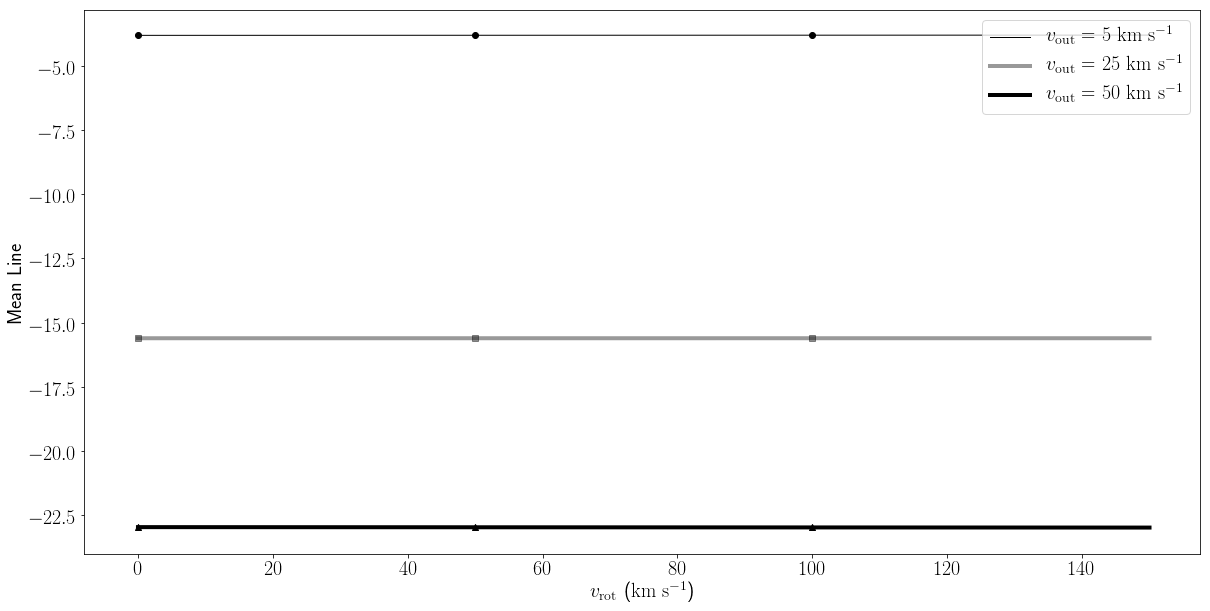 v_out = 5 km s⁻¹
v_out = 25 km s⁻¹
v_out = 50 km s⁻¹
Mean Line
−5.0
−7.5
−10.0
−12.5
−15.0
−17.5
−20.0
−22.5
0 20 40 60 80 100 120 140
v_rot (km s⁻¹)